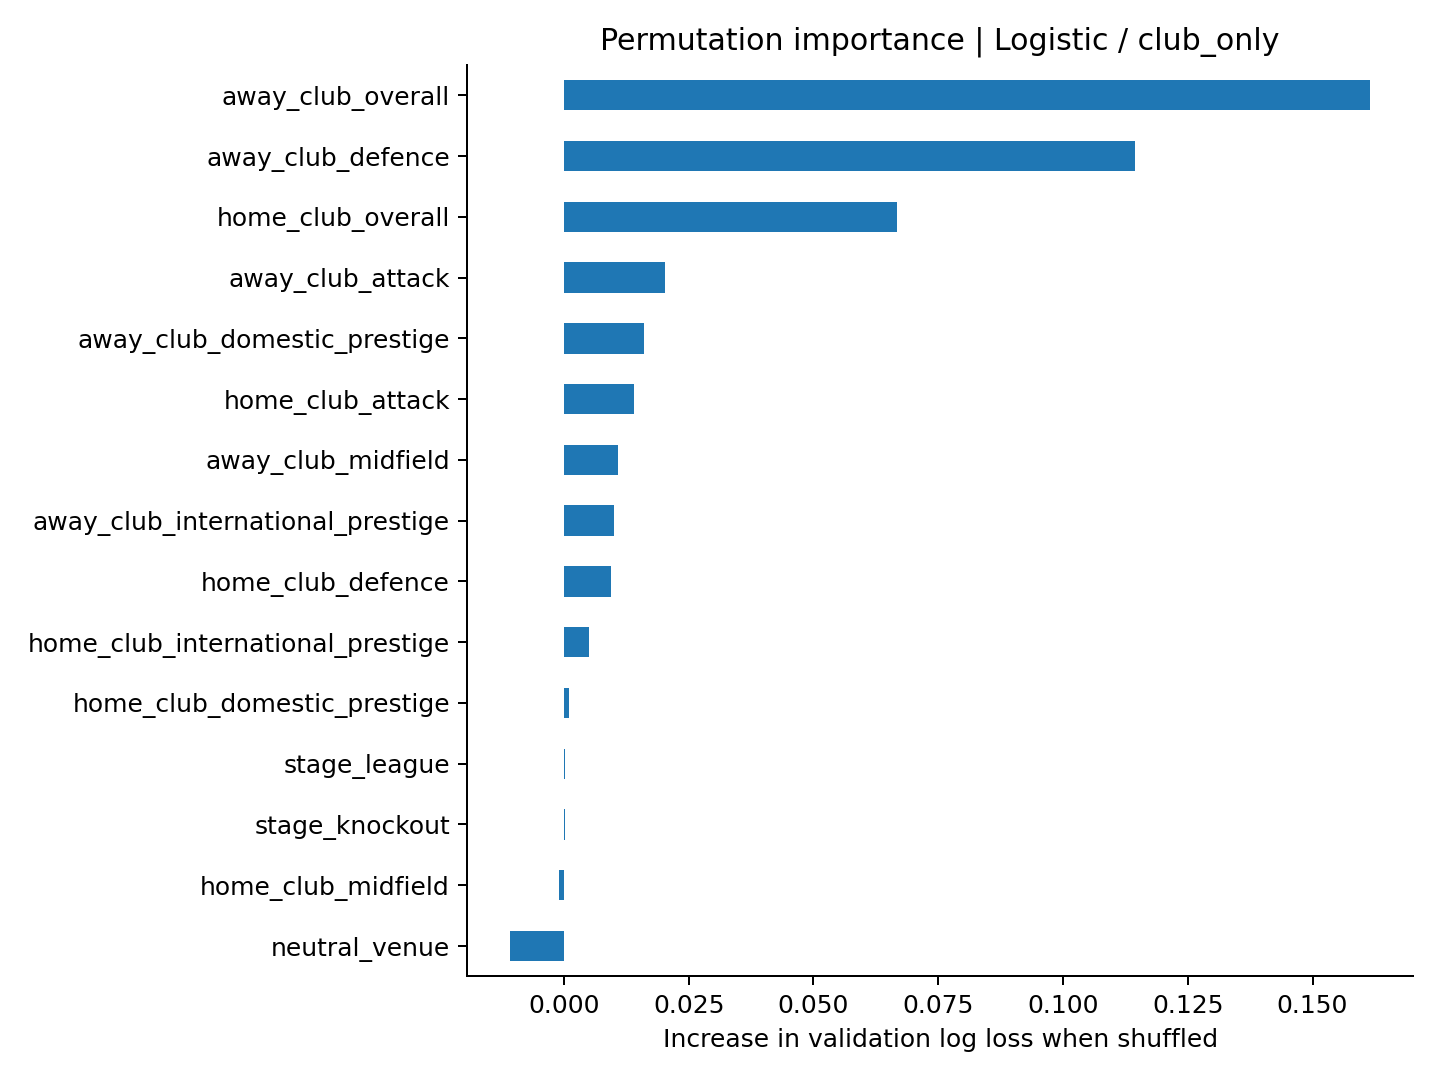 Permutation importance | Logistic / club_only
away_club_overall
away_club_defence
home_club_overall
away_club_attack
away_club_domestic_prestige
home_club_attack
away_club_midfield
away_club_international_prestige
home_club_defence
home_club_international_prestige
home_club_domestic_prestige
stage_league
stage_knockout
home_club_midfield
neutral_venue
0.000 0.025 0.050 0.075 0.100 0.125 0.150
Increase in validation log loss when shuffled